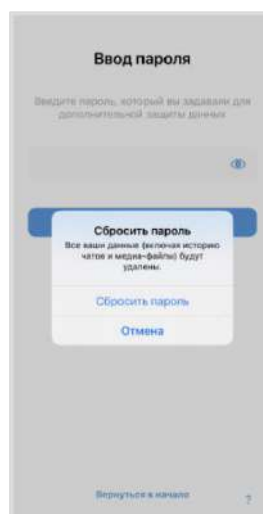 Ввод пароля
Введите пароль, который вы задавали для
дополнительной защиты данных
Сбросить пароль
Все ваши данные (включая историю
чатов и медиа-файлы) будут
удалены.
Сбросить пароль
Отмена
Вернуться в начало
?